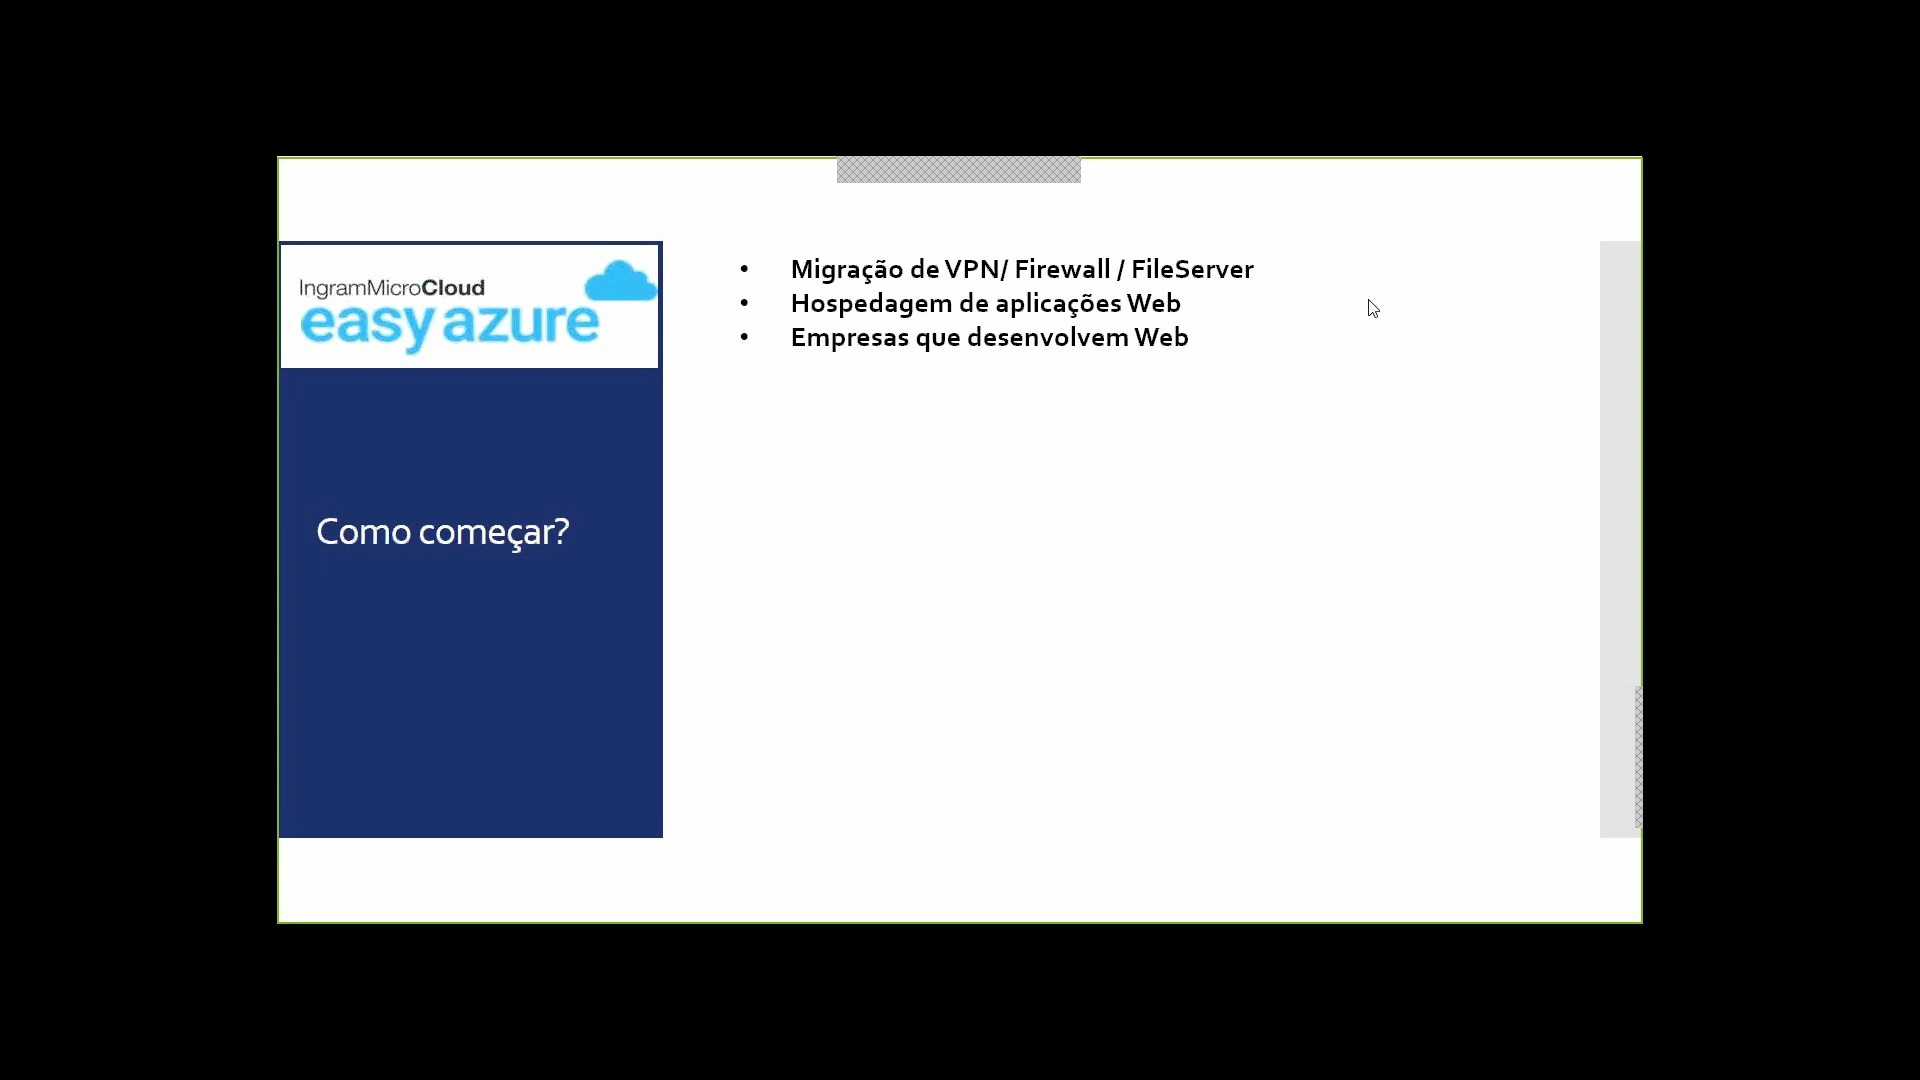 IngramMicroCloud
easy azure
Como começar?
• Migração de VPN/ Firewall / FileServer
• Hospedagem de aplicações Web
• Empresas que desenvolvem Web